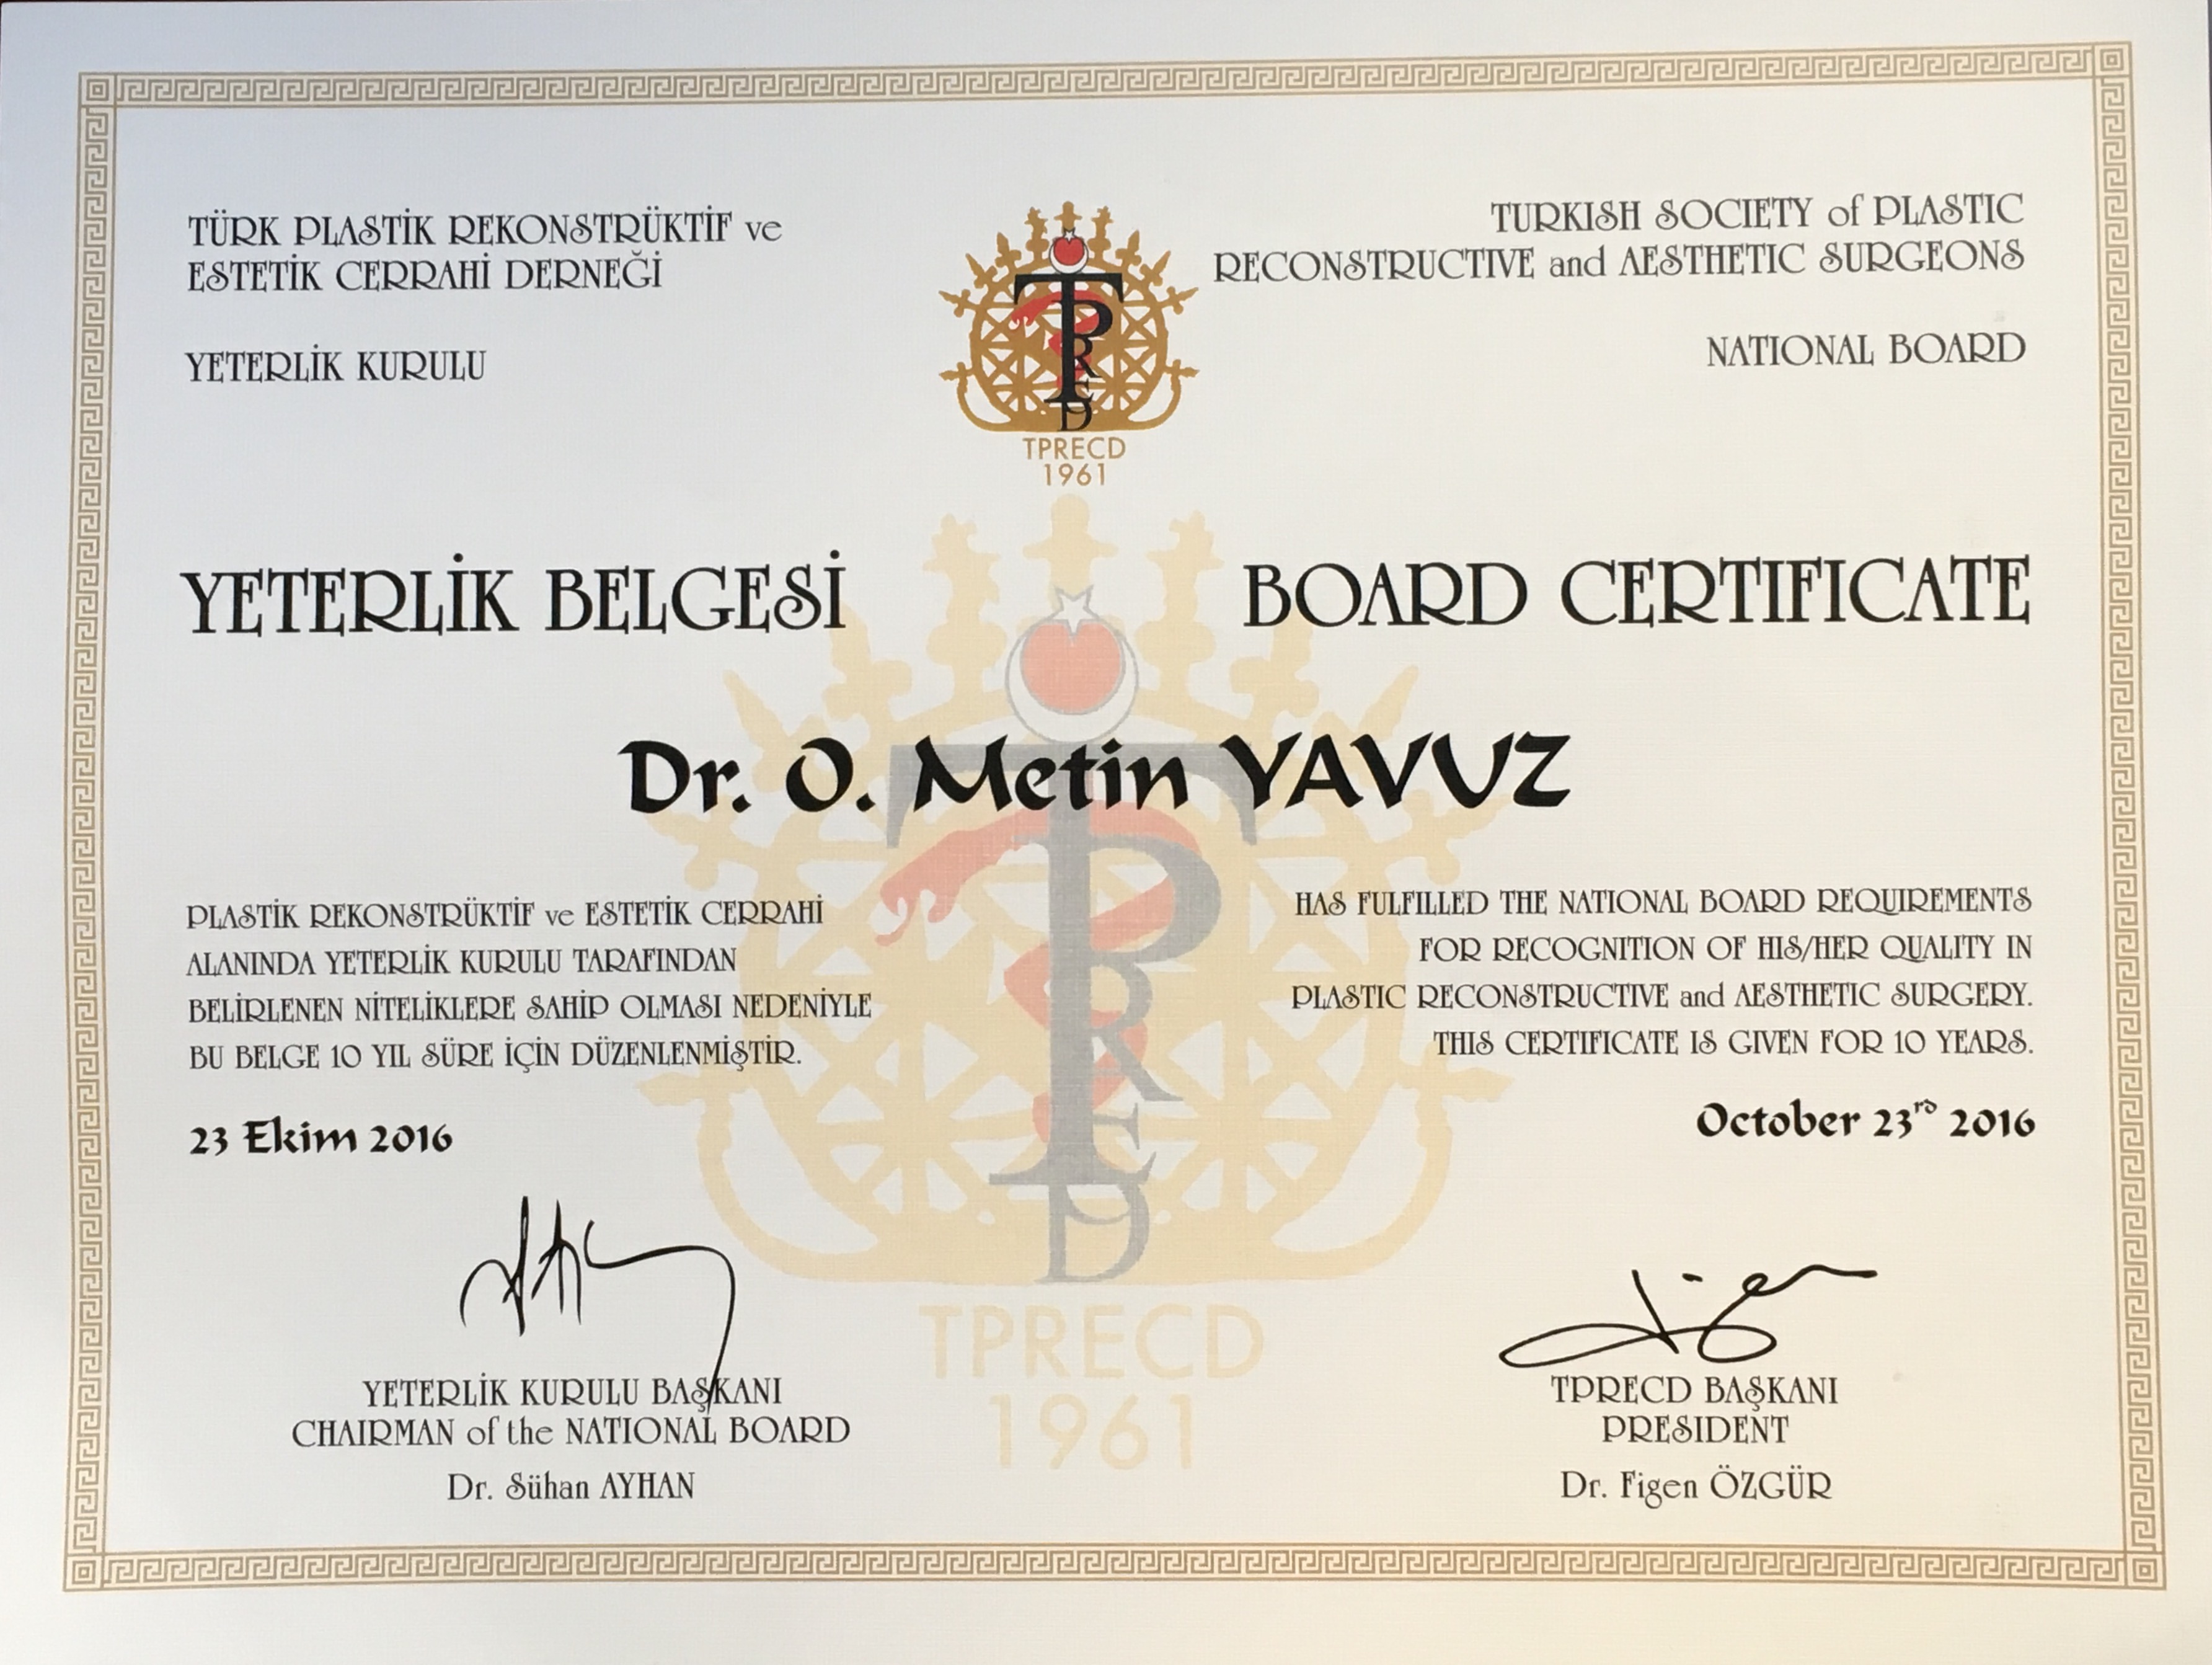 TÜRK PLASTİK REKONSTRÜKTİF ve
ESTETİK CERRAHİ DERNEĞİ
YETERLİK KURULU
TURKISH SOCIETY of PLASTIC
RECONSTRUCTIVE and AESTHETIC SURGEONS
NATIONAL BOARD
TPRECD
TPRECD
1961
YETERLİK BELGESİ
BOARD CERTIFICATE
Dr. O. Metin YAVUZ
PLASTİK REKONSTRÜKTİF ve ESTETİK CERRAHİ
ALANINDA YETERLİK KURULU TARAFINDAN
BELİRLENEN NİTELİKLERE SAHİP OLMASI NEDENİYLE
BU BELGE 10 YIL SÜRE İÇİN DÜZENLENMİŞTİR.
23 Ekim 2016
HAS FULFILLED THE NATIONAL BOARD REQUIREMENTS
FOR RECOGNITION OF HIS/HER QUALITY IN
PLASTIC RECONSTRUCTIVE and AESTHETIC SURGERY.
THIS CERTIFICATE IS GIVEN FOR 10 YEARS.
October 23rd 2016
TPRECD
TPRECD
1961
YETERLİK KURULU BAŞKANI
CHAIRMAN of the NATIONAL BOARD
Dr. Sühan AYHAN
TPRECD BAŞKANI
PRESIDENT
Dr. Figen ÖZGÜR